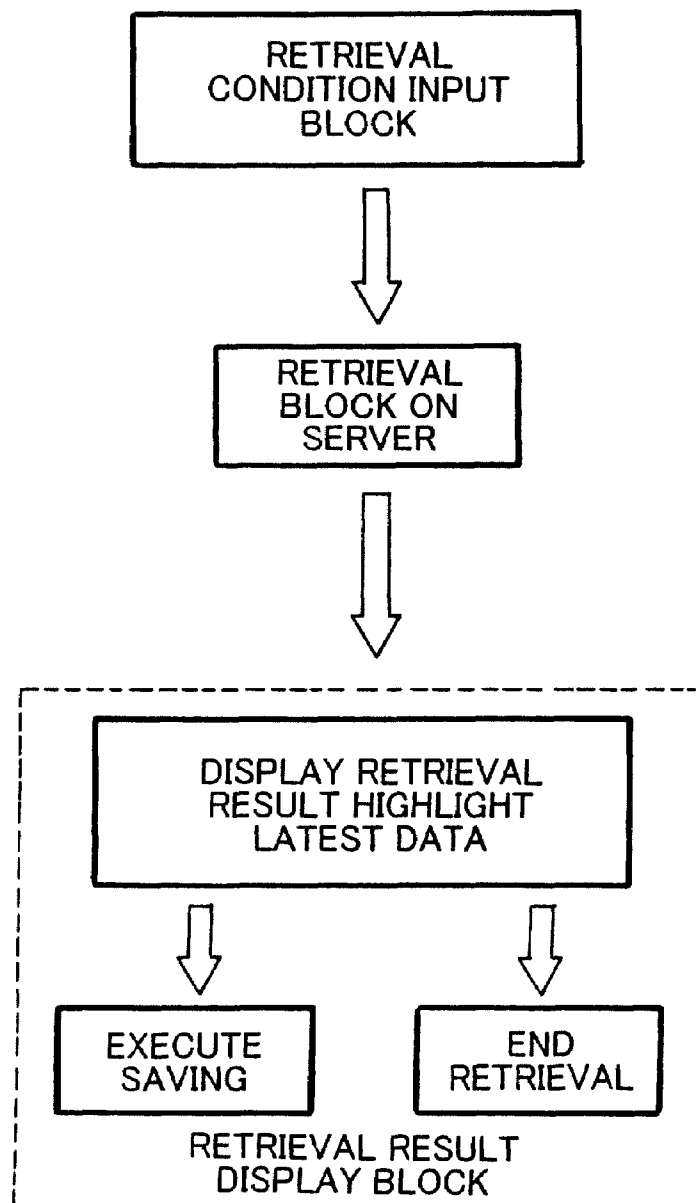 RETRIEVAL
CONDITION INPUT
BLOCK
RETRIEVAL
BLOCK ON
SERVER
DISPLAY RETRIEVAL
RESULT HIGHLIGHT
LATEST DATA
EXECUTE
SAVING
END
RETRIEVAL
RETRIEVAL RESULT
DISPLAY BLOCK